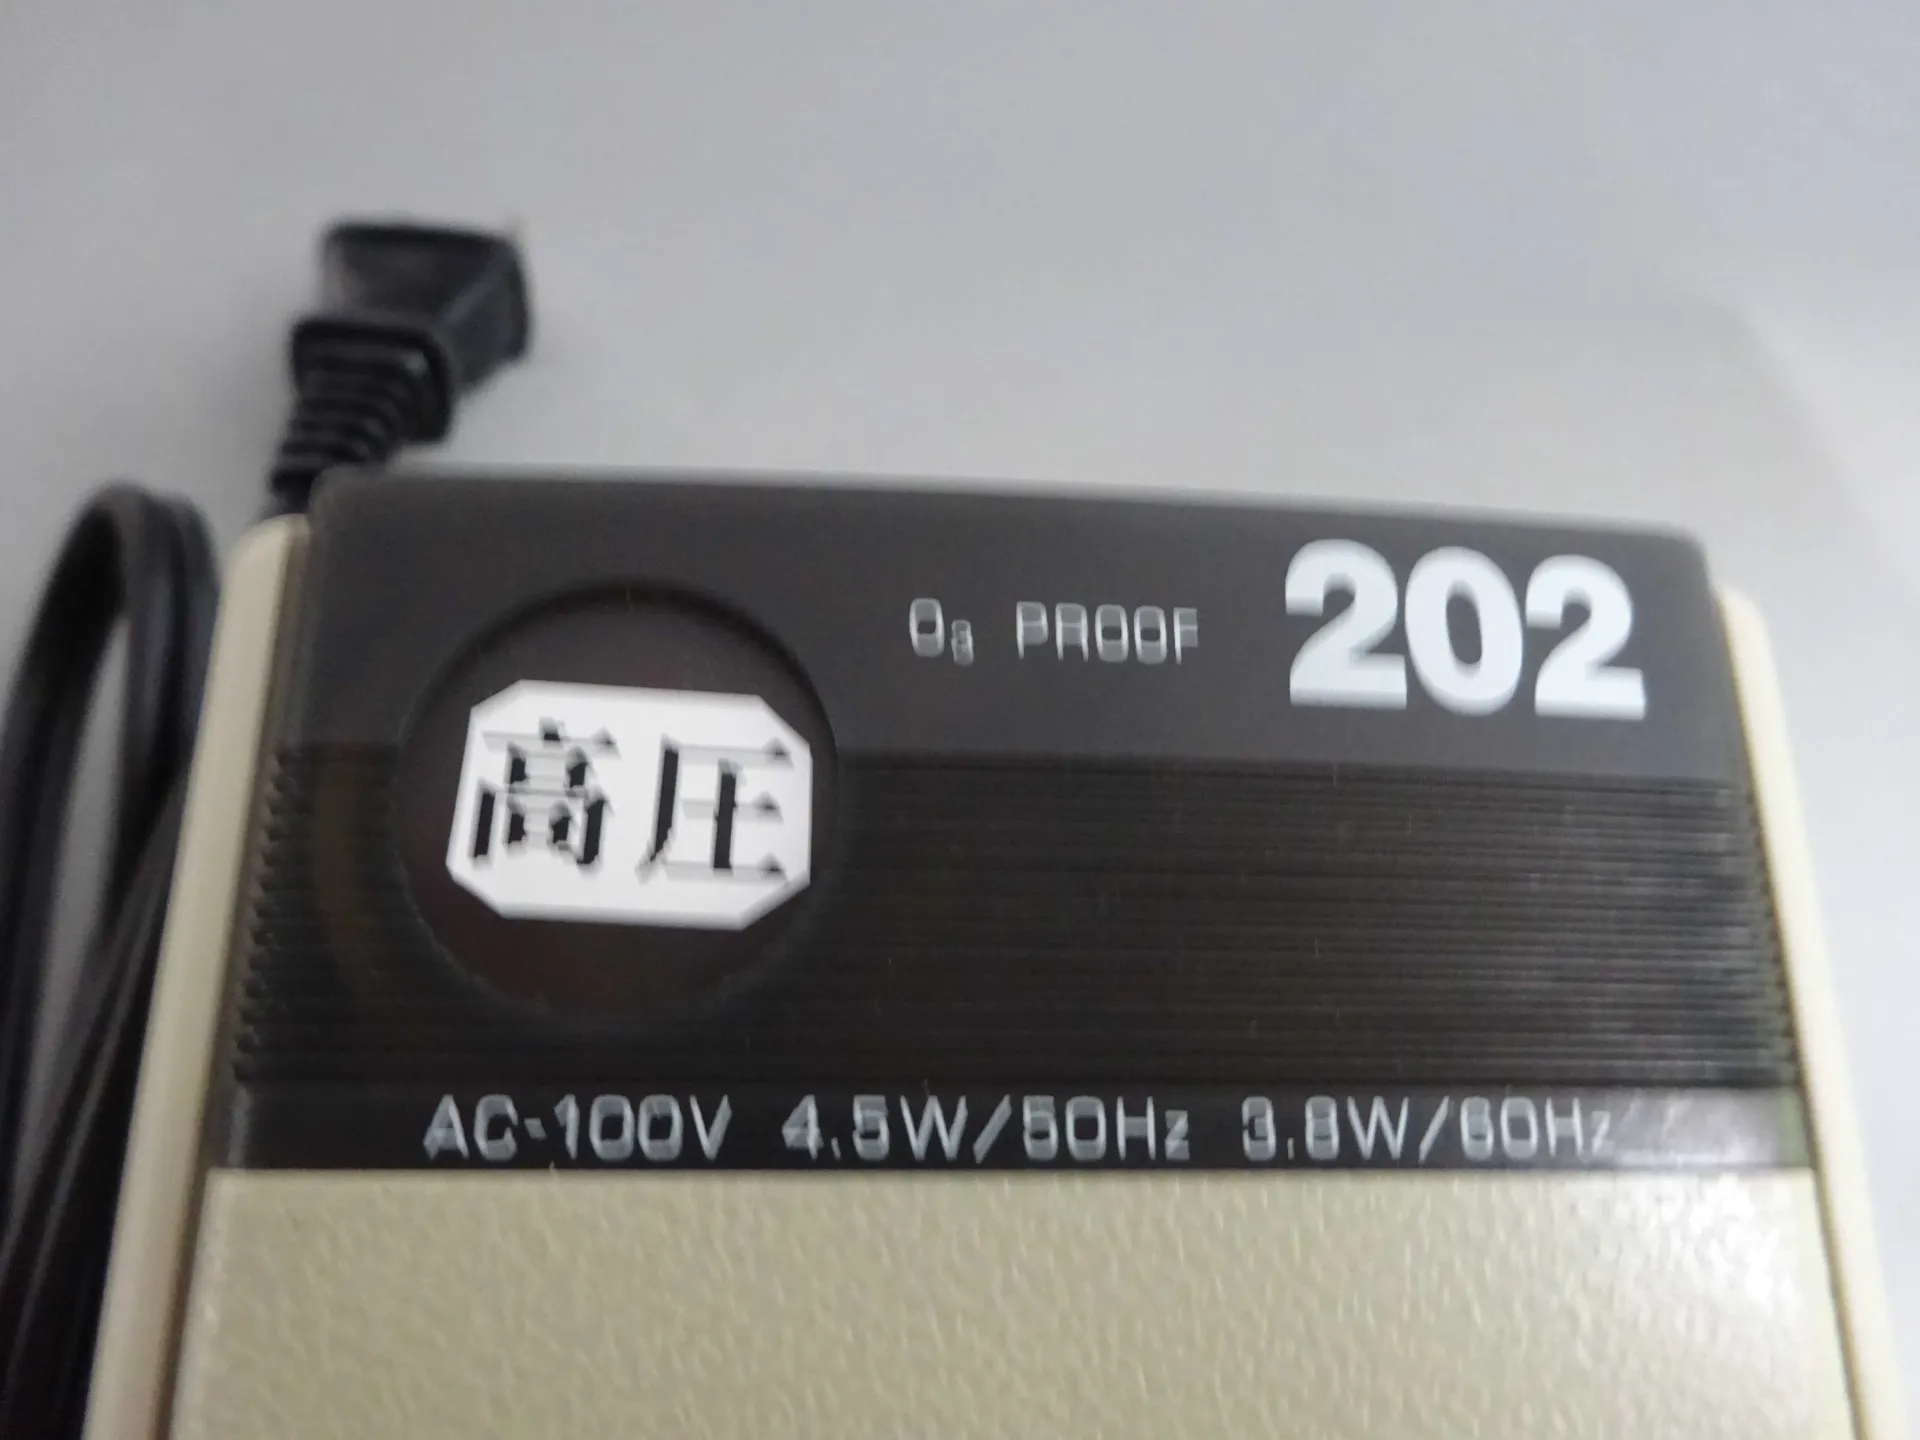 O₃ PROOF 202
高圧
AC-100V 4.5W/50Hz 3.8W/60Hz